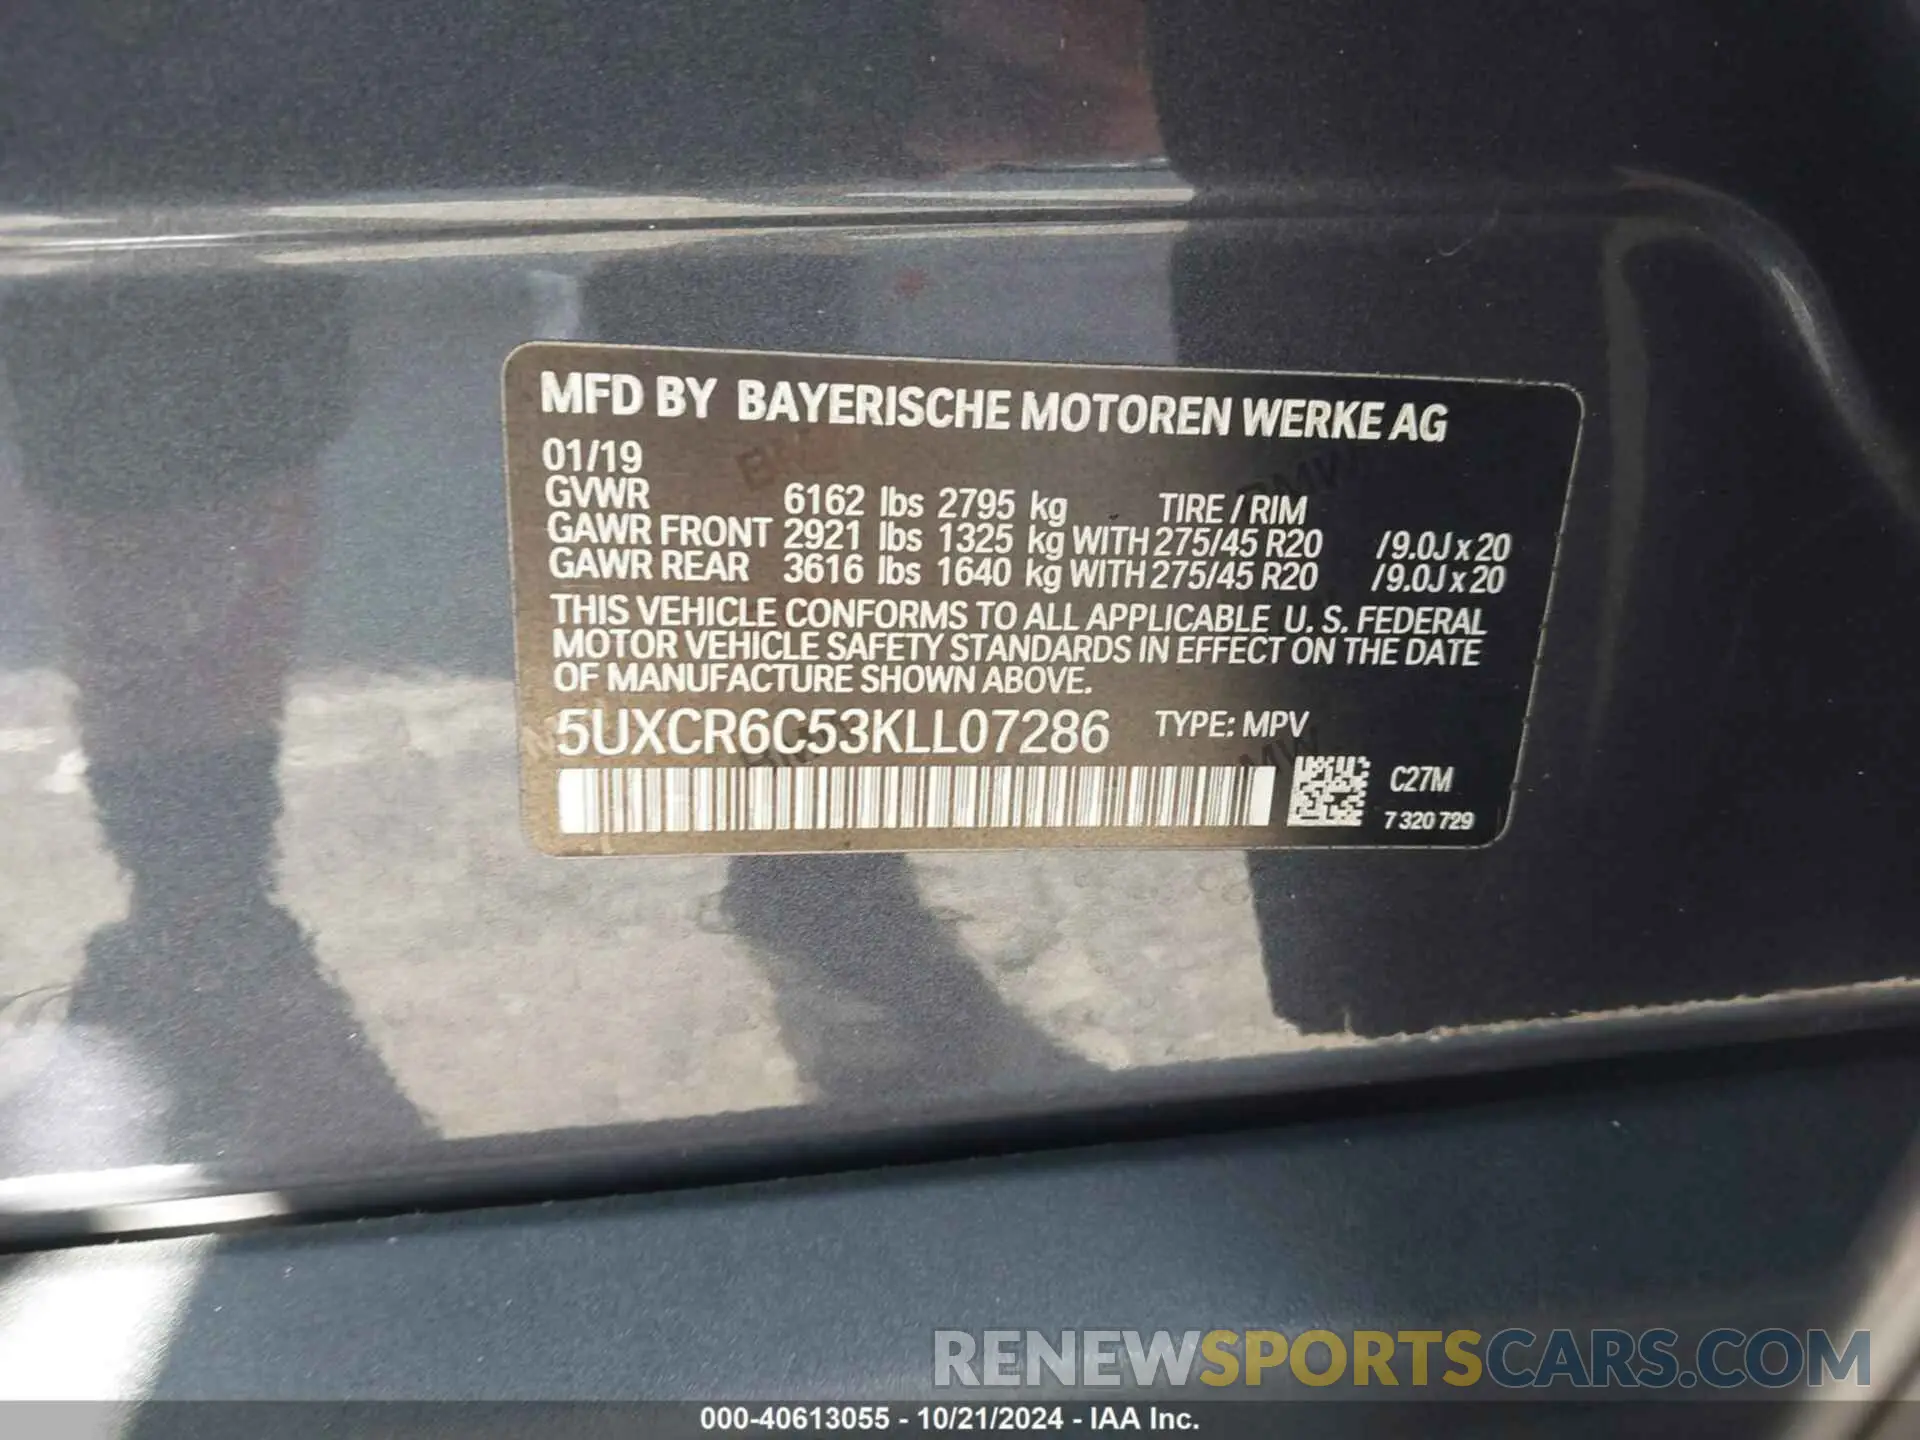 MFD BY BAYERISCHE MOTOREN WERKE AG
01/19
GVWR 6162 lbs 2795 kg TIRE / RIM
GAWR FRONT 2921 lbs 1325 kg WITH 275/45 R20 /9.0J x 20
GAWR REAR 3616 lbs 1640 kg WITH 275/45 R20 /9.0J x 20
THIS VEHICLE CONFORMS TO ALL APPLICABLE U. S. FEDERAL
MOTOR VEHICLE SAFETY STANDARDS IN EFFECT ON THE DATE
OF MANUFACTURE SHOWN ABOVE.
5UXCR6C53KLL07286 TYPE: MPV
C27M
7 320 729
RENEWSPORTSCARS.COM
000-40613055 - 10/21/2024 - IAA Inc.